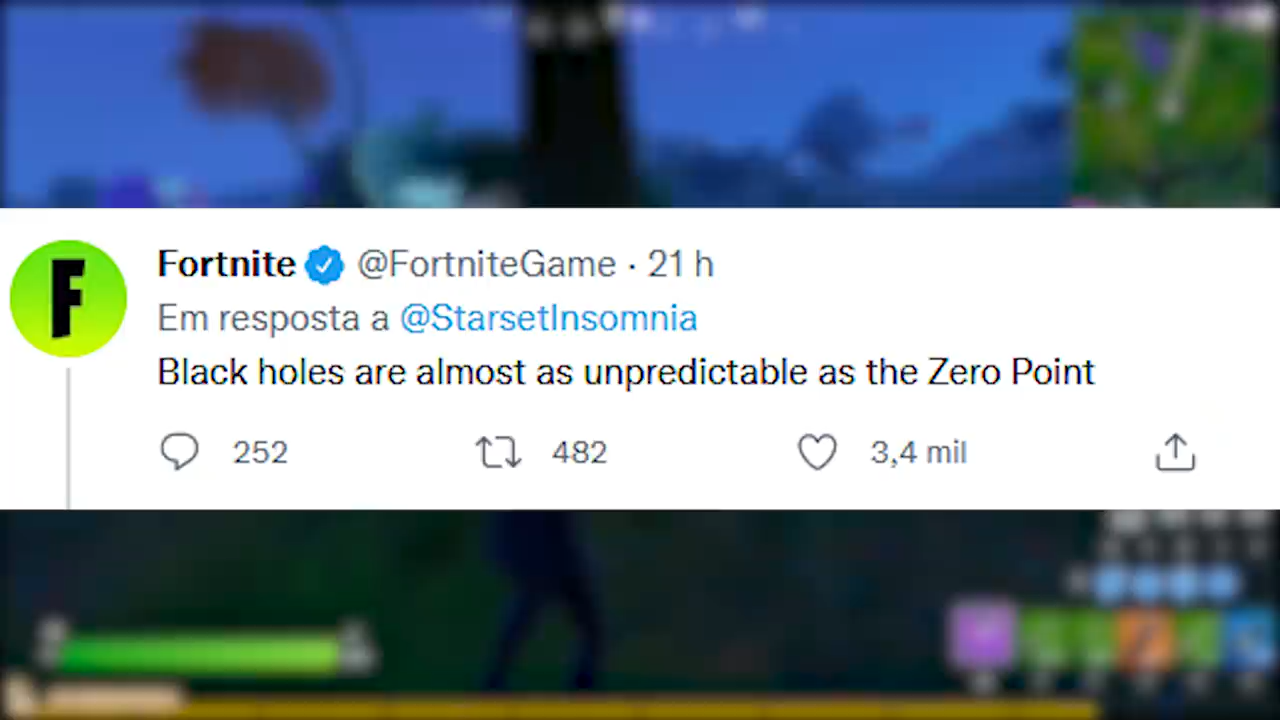 F
Fortnite @FortniteGame · 21 h
Em resposta a @StarsetInsomnia
Black holes are almost as unpredictable as the Zero Point
252 482 3,4 mil